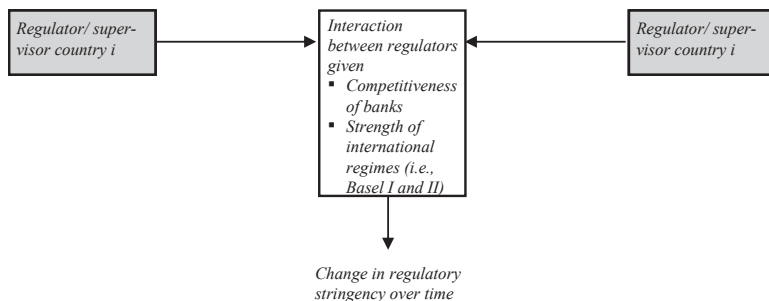 Regulator/ super-
visor country i
Interaction
between regulators
given
▪ Competitiveness
of banks
▪ Strength of
international
regimes (i.e.,
Basel I and II)
Regulator/ super-
visor country i
Change in regulatory
stringency over time